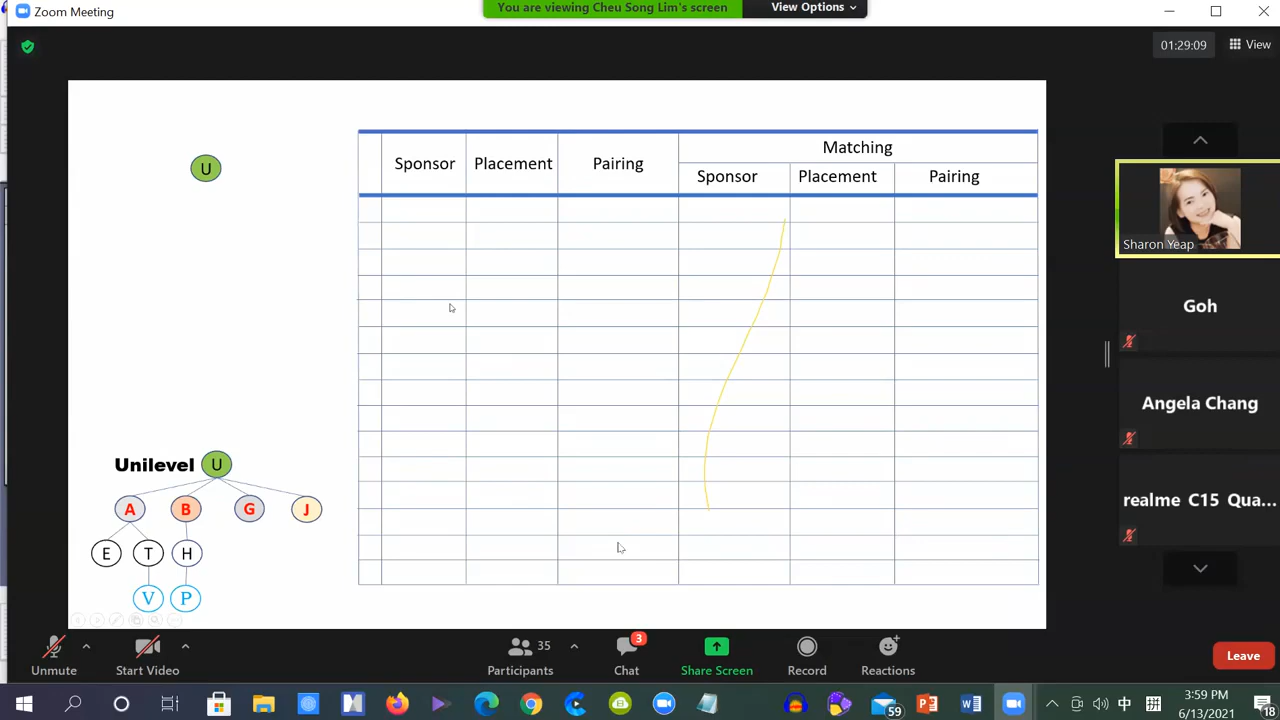 Zoom Meeting
You are viewing Cheu Song Lim's screen
View Options
01:29:09
View
U
Sponsor
Placement
Pairing
Matching
Sponsor
Placement
Pairing
Unilevel U
A B G J
E T H
V P
Sharon Yeap
Goh
Angela Chang
realme C15 Qua...
Unmute
Start Video
35
Participants
3
Chat
Share Screen
Record
Reactions
Leave
59
中
拼
3:59 PM
6/13/2021
18